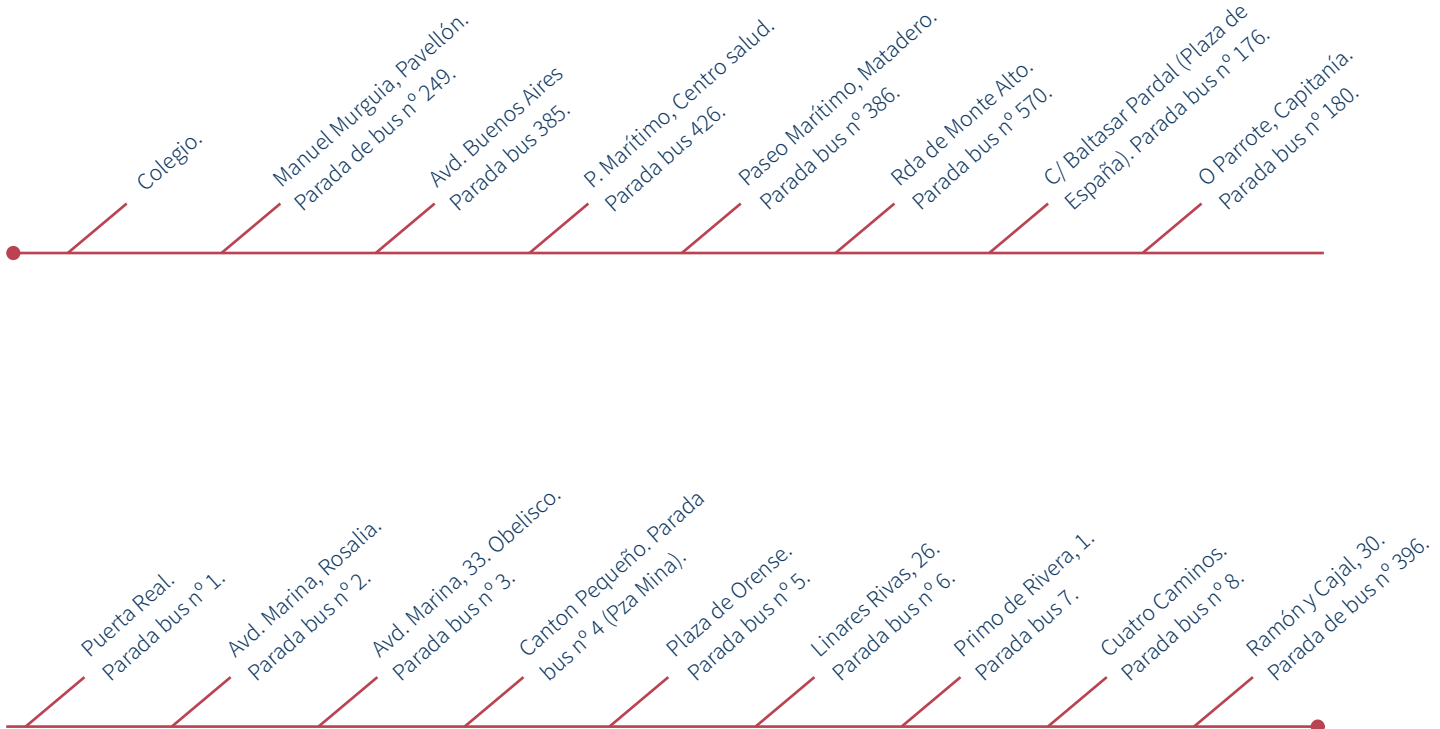 Colegio.
Manuel Murguia, Pavellón.
Parada de bus nº 249.
Avd. Buenos Aires
Parada bus 385.
P. Marítimo, Centro salud.
Parada bus 426.
Paseo Marítimo, Matadero.
Parada bus nº 386.
Rda de Monte Alto.
Parada bus nº 570.
C/ Baltasar Pardal (Plaza de
España). Parada bus nº 176.
O Parrote, Capitanía.
Parada bus nº 180.
Puerta Real.
Parada bus nº 1.
Avd. Marina, Rosalia.
Parada bus nº 2.
Avd. Marina, 33. Obelisco.
Parada bus nº 3.
Canton Pequeño. Parada
bus nº 4 (Pza Mina).
Plaza de Orense.
Parada bus nº 5.
Linares Rivas, 26.
Parada bus nº 6.
Primo de Rivera, 1.
Parada bus 7.
Cuatro Caminos.
Parada bus nº 8.
Ramón y Cajal, 30.
Parada de bus nº 396.